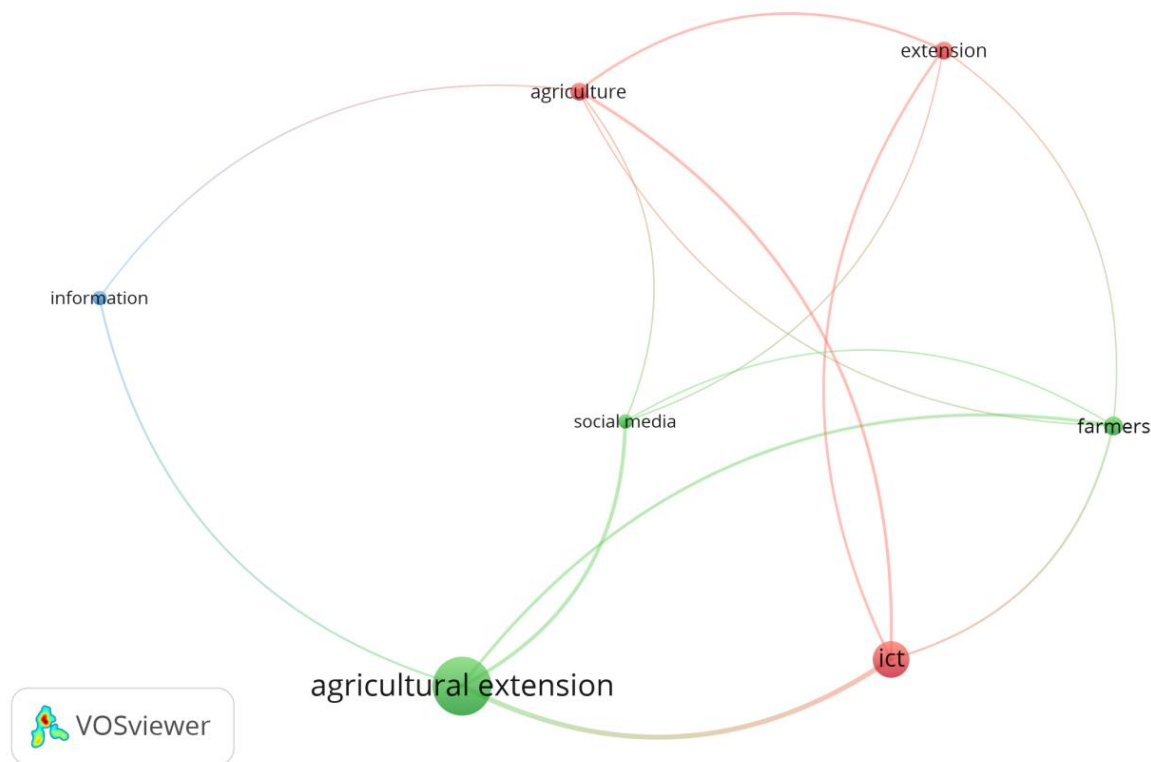 extension
agriculture
information
social media
farmers
ict
agricultural extension
VOSviewer